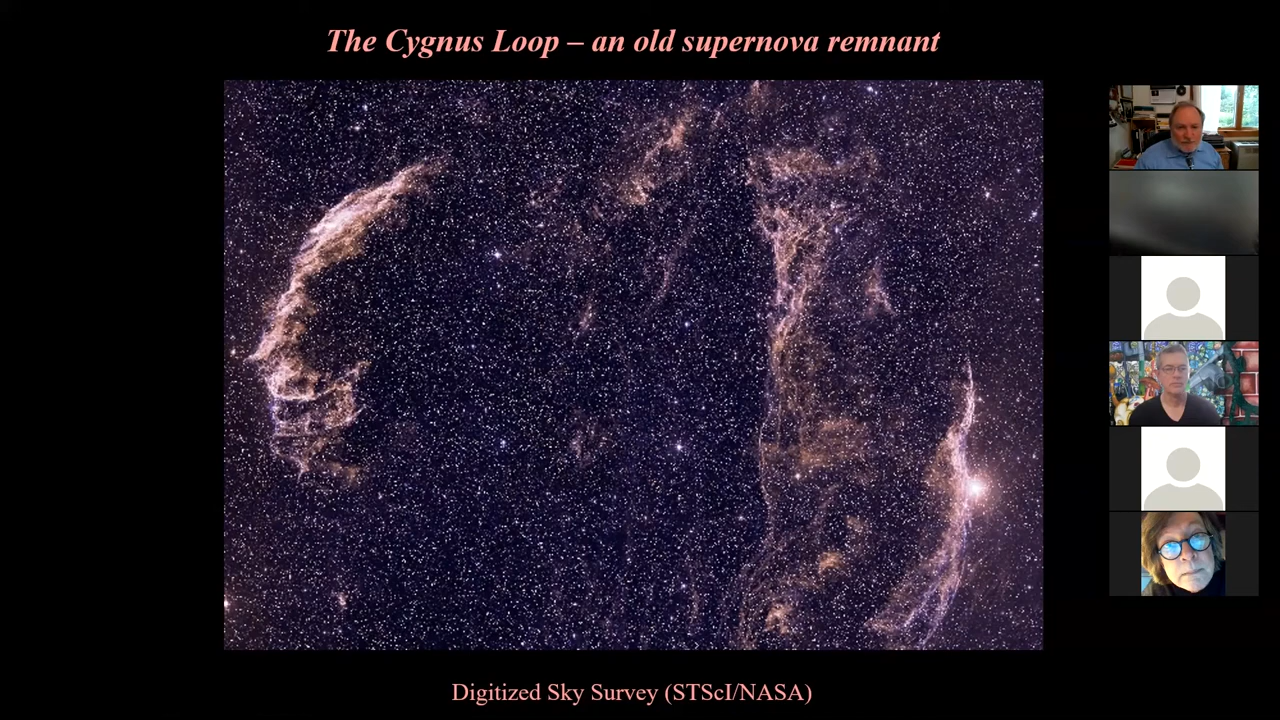 The Cygnus Loop – an old supernova remnant
Digitized Sky Survey (STScI/NASA)